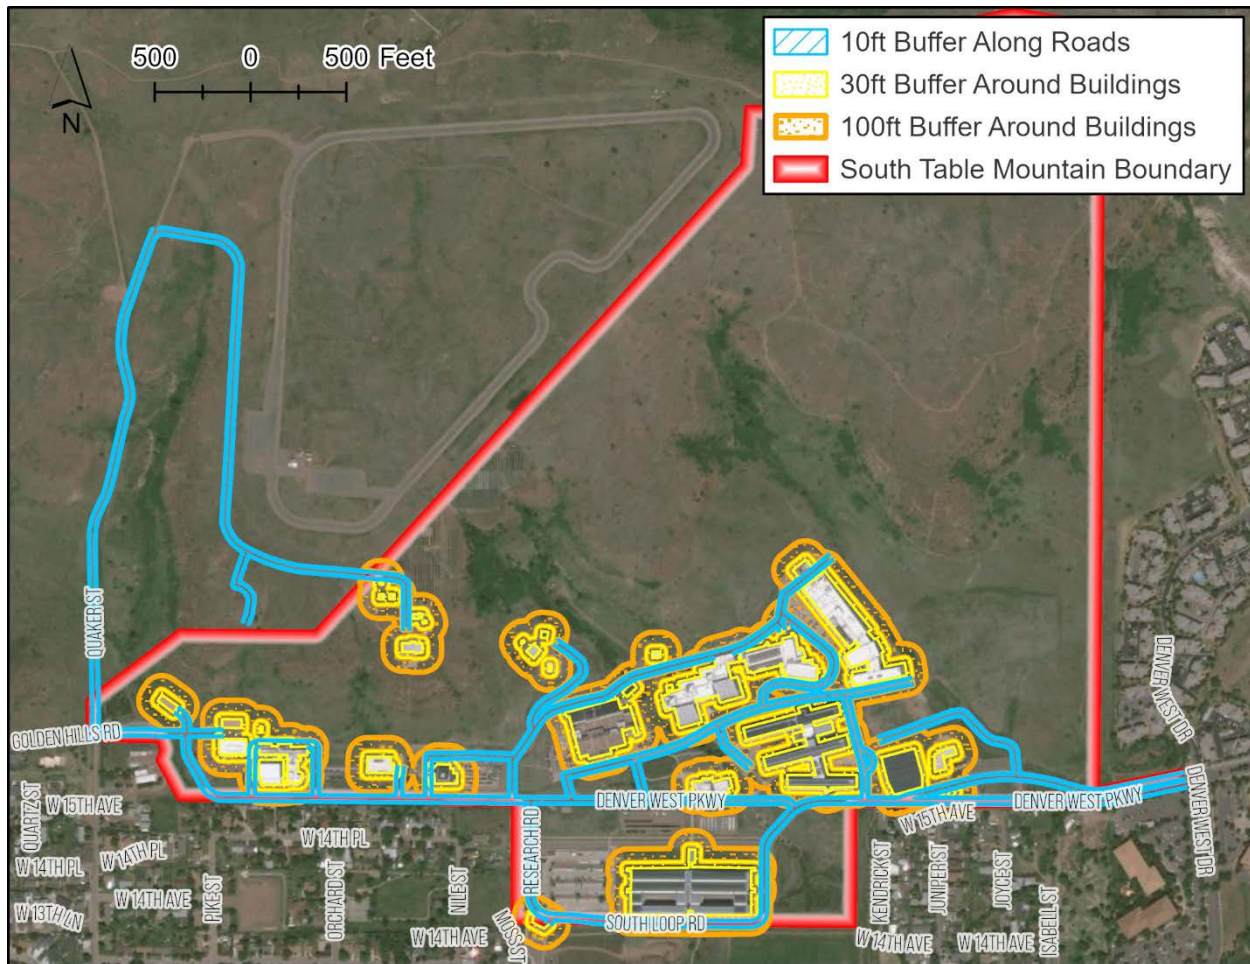 500 0 500 Feet
N
10ft Buffer Along Roads
30ft Buffer Around Buildings
100ft Buffer Around Buildings
South Table Mountain Boundary
QUAKER ST
GOLDEN HILLS RD
DENVER WEST DR
QUARTZ ST
W 15TH AVE
W 14TH PL
W 14TH PL
W 14TH AVE
W 13TH LN
PIKE ST
W 14TH PL
ORCHARD ST
NILE ST
W 14TH AVE
MOSS ST
RESEARCH RD
DENVER WEST PKWY
SOUTH LOOP RD
W 15TH AVE
DENVER WEST PKWY
DENVER WEST DR
KENDRICK ST
JUNIPER ST
JOYCE ST
ISABELL ST
W 14TH AVE
W 14TH AVE